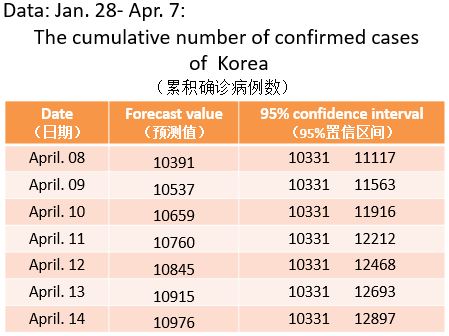 Data: Jan. 28- Apr. 7:
The cumulative number of confirmed cases
of Korea
（累积确诊病例数）
Date Forecast value 95% confidence interval
（日期） （预测值） （95%置信区间）
April. 08 10391 10331 11117
April. 09 10537 10331 11563
April. 10 10659 10331 11916
April. 11 10760 10331 12212
April. 12 10845 10331 12468
April. 13 10915 10331 12693
April. 14 10976 10331 12897